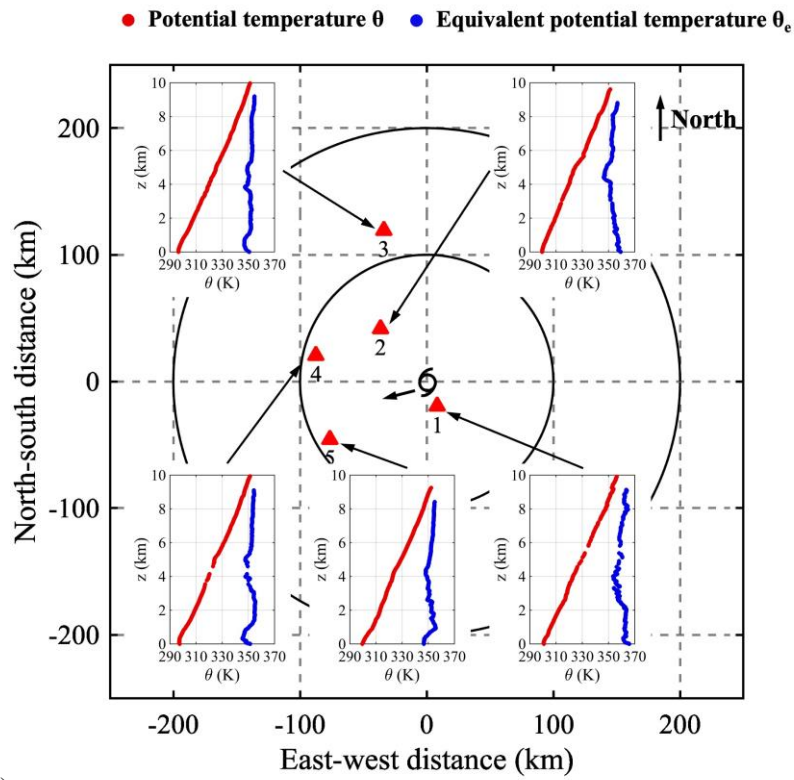 Potential temperature θ Equivalent potential temperature θe
10
8
6
4
2
0
z (km)
290 310 330 350 370
θ (K)
10
8
6
4
2
0
z (km)
290 310 330 350 370
θ (K)
North
200
100
0
-100
-200
North-south distance (km)
3
2
4
1
5
10
8
6
4
2
0
z (km)
290 310 330 350 370
θ (K)
10
8
6
4
2
0
z (km)
290 310 330 350 370
θ (K)
10
8
6
4
2
0
z (km)
290 310 330 350 370
θ (K)
-200 -100 0 100 200
East-west distance (km)